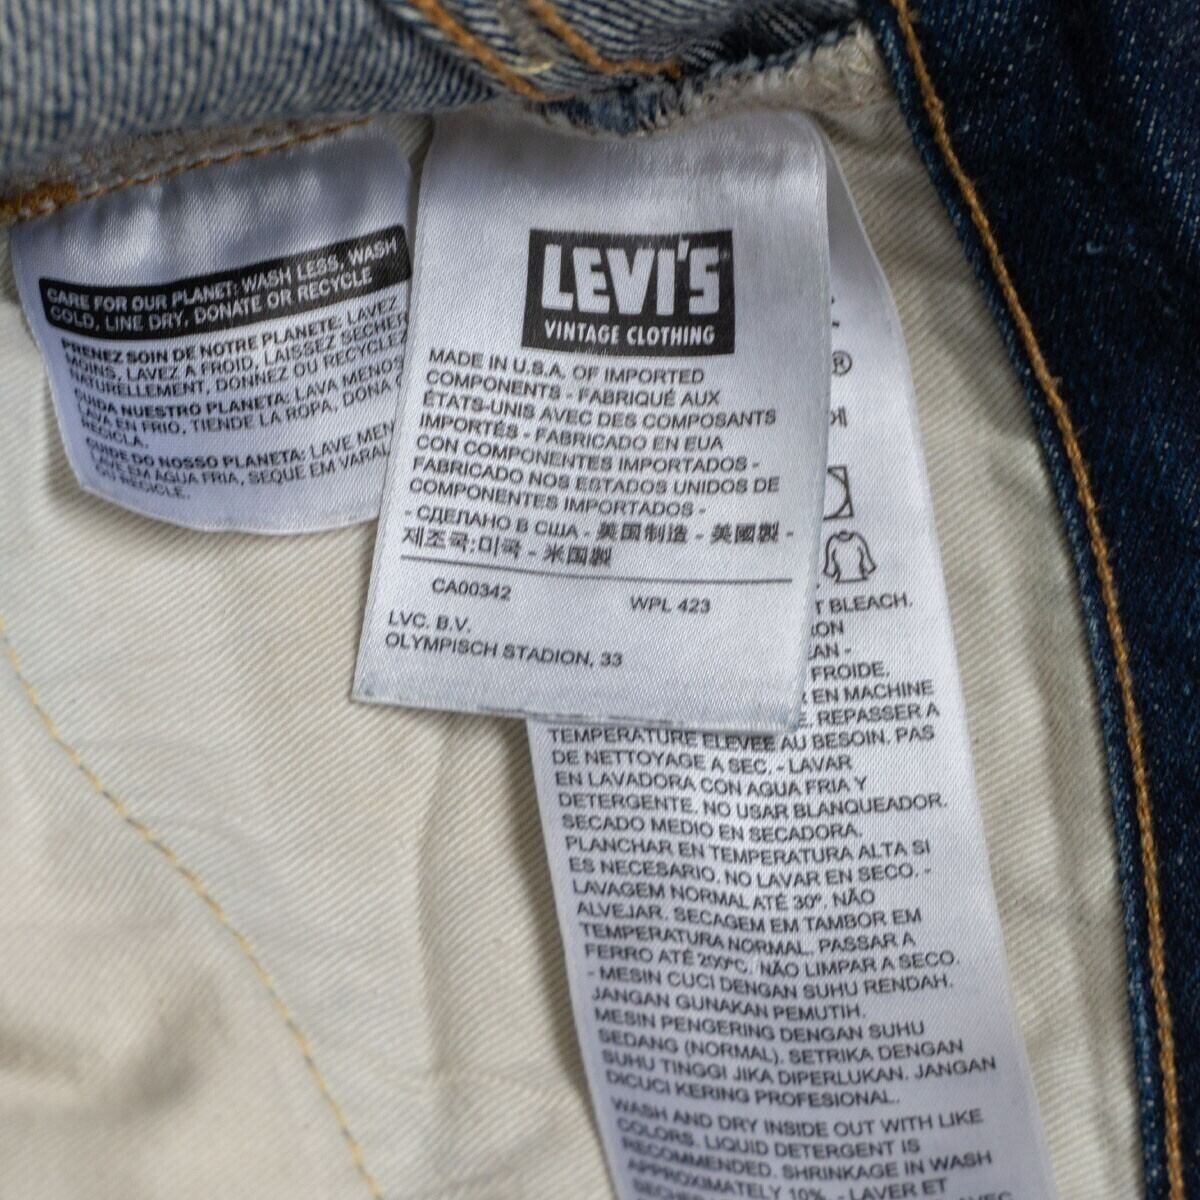 CARE FOR OUR PLANET: WASH LESS, WASH
COLD, LINE DRY, DONATE OR RECYCLE
PRENEZ SOIN DE NOTRE PLANETE: LAVEZ
MOINS, LAVEZ A FROID, LAISSEZ SECHER
NATURELLEMENT, DONNEZ OU RECYCLEZ
CUIDA NUESTRO PLANETA: LAVA MENOS
LAVA EN FRIO, TIENDE LA ROPA, DONA
RECICLA.
CUIDE DO NOSSO PLANETA: LAVE MEN
LAVE EM AGUA FRIA, SEQUE EM VARAL
OU RECICLE.
LEVI'S
VINTAGE CLOTHING
MADE IN U.S.A. OF IMPORTED
COMPONENTS - FABRIQUÉ AUX
ÉTATS-UNIS AVEC DES COMPOSANTS
IMPORTÉS - FABRICADO EN EUA
CON COMPONENTES IMPORTADOS -
FABRICADO NOS ESTADOS UNIDOS DE
COMPONENTES IMPORTADOS -
- СДЕЛАНО В США - 美国制造 - 美國製 -
제조국:미국 - 米国製
CA00342 WPL 423
LVC. B.V.
OLYMPISCH STADION, 33
®
T BLEACH.
RON
AN -
FROIDE.
R EN MACHINE
E. REPASSER A
TEMPERATURE ELEVEE AU BESOIN. PAS
DE NETTOYAGE A SEC. - LAVAR
EN LAVADORA CON AGUA FRIA Y
DETERGENTE. NO USAR BLANQUEADOR.
SECADO MEDIO EN SECADORA.
PLANCHAR EN TEMPERATURA ALTA SI
ES NECESARIO. NO LAVAR EN SECO. -
LAVAGEM NORMAL ATÉ 30º. NÃO
ALVEJAR. SECAGEM EM TAMBOR EM
TEMPERATURA NORMAL. PASSAR A
FERRO ATÉ 200ºC. NÃO LIMPAR A SECO.
- MESIN CUCI DENGAN SUHU RENDAH.
JANGAN GUNAKAN PEMUTIH.
MESIN PENGERING DENGAN SUHU
SEDANG (NORMAL). SETRIKA DENGAN
SUHU TINGGI JIKA DIPERLUKAN. JANGAN
DICUCI KERING PROFESIONAL.
WASH AND DRY INSIDE OUT WITH LIKE
COLORS. LIQUID DETERGENT IS
RECOMMENDED. SHRINKAGE IN WASH
APPROXIMATELY 10%. - LAVER ET